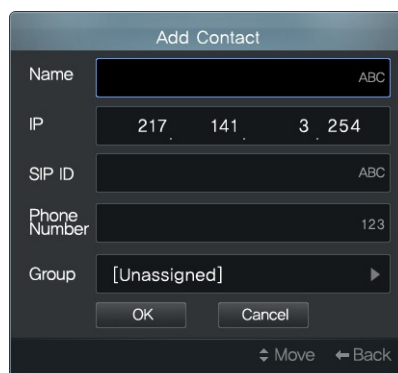 Add Contact
Name ABC
IP 217. 141. 3. 254
SIP ID ABC
Phone
Number 123
Group [Unassigned]
OK Cancel
Move Back